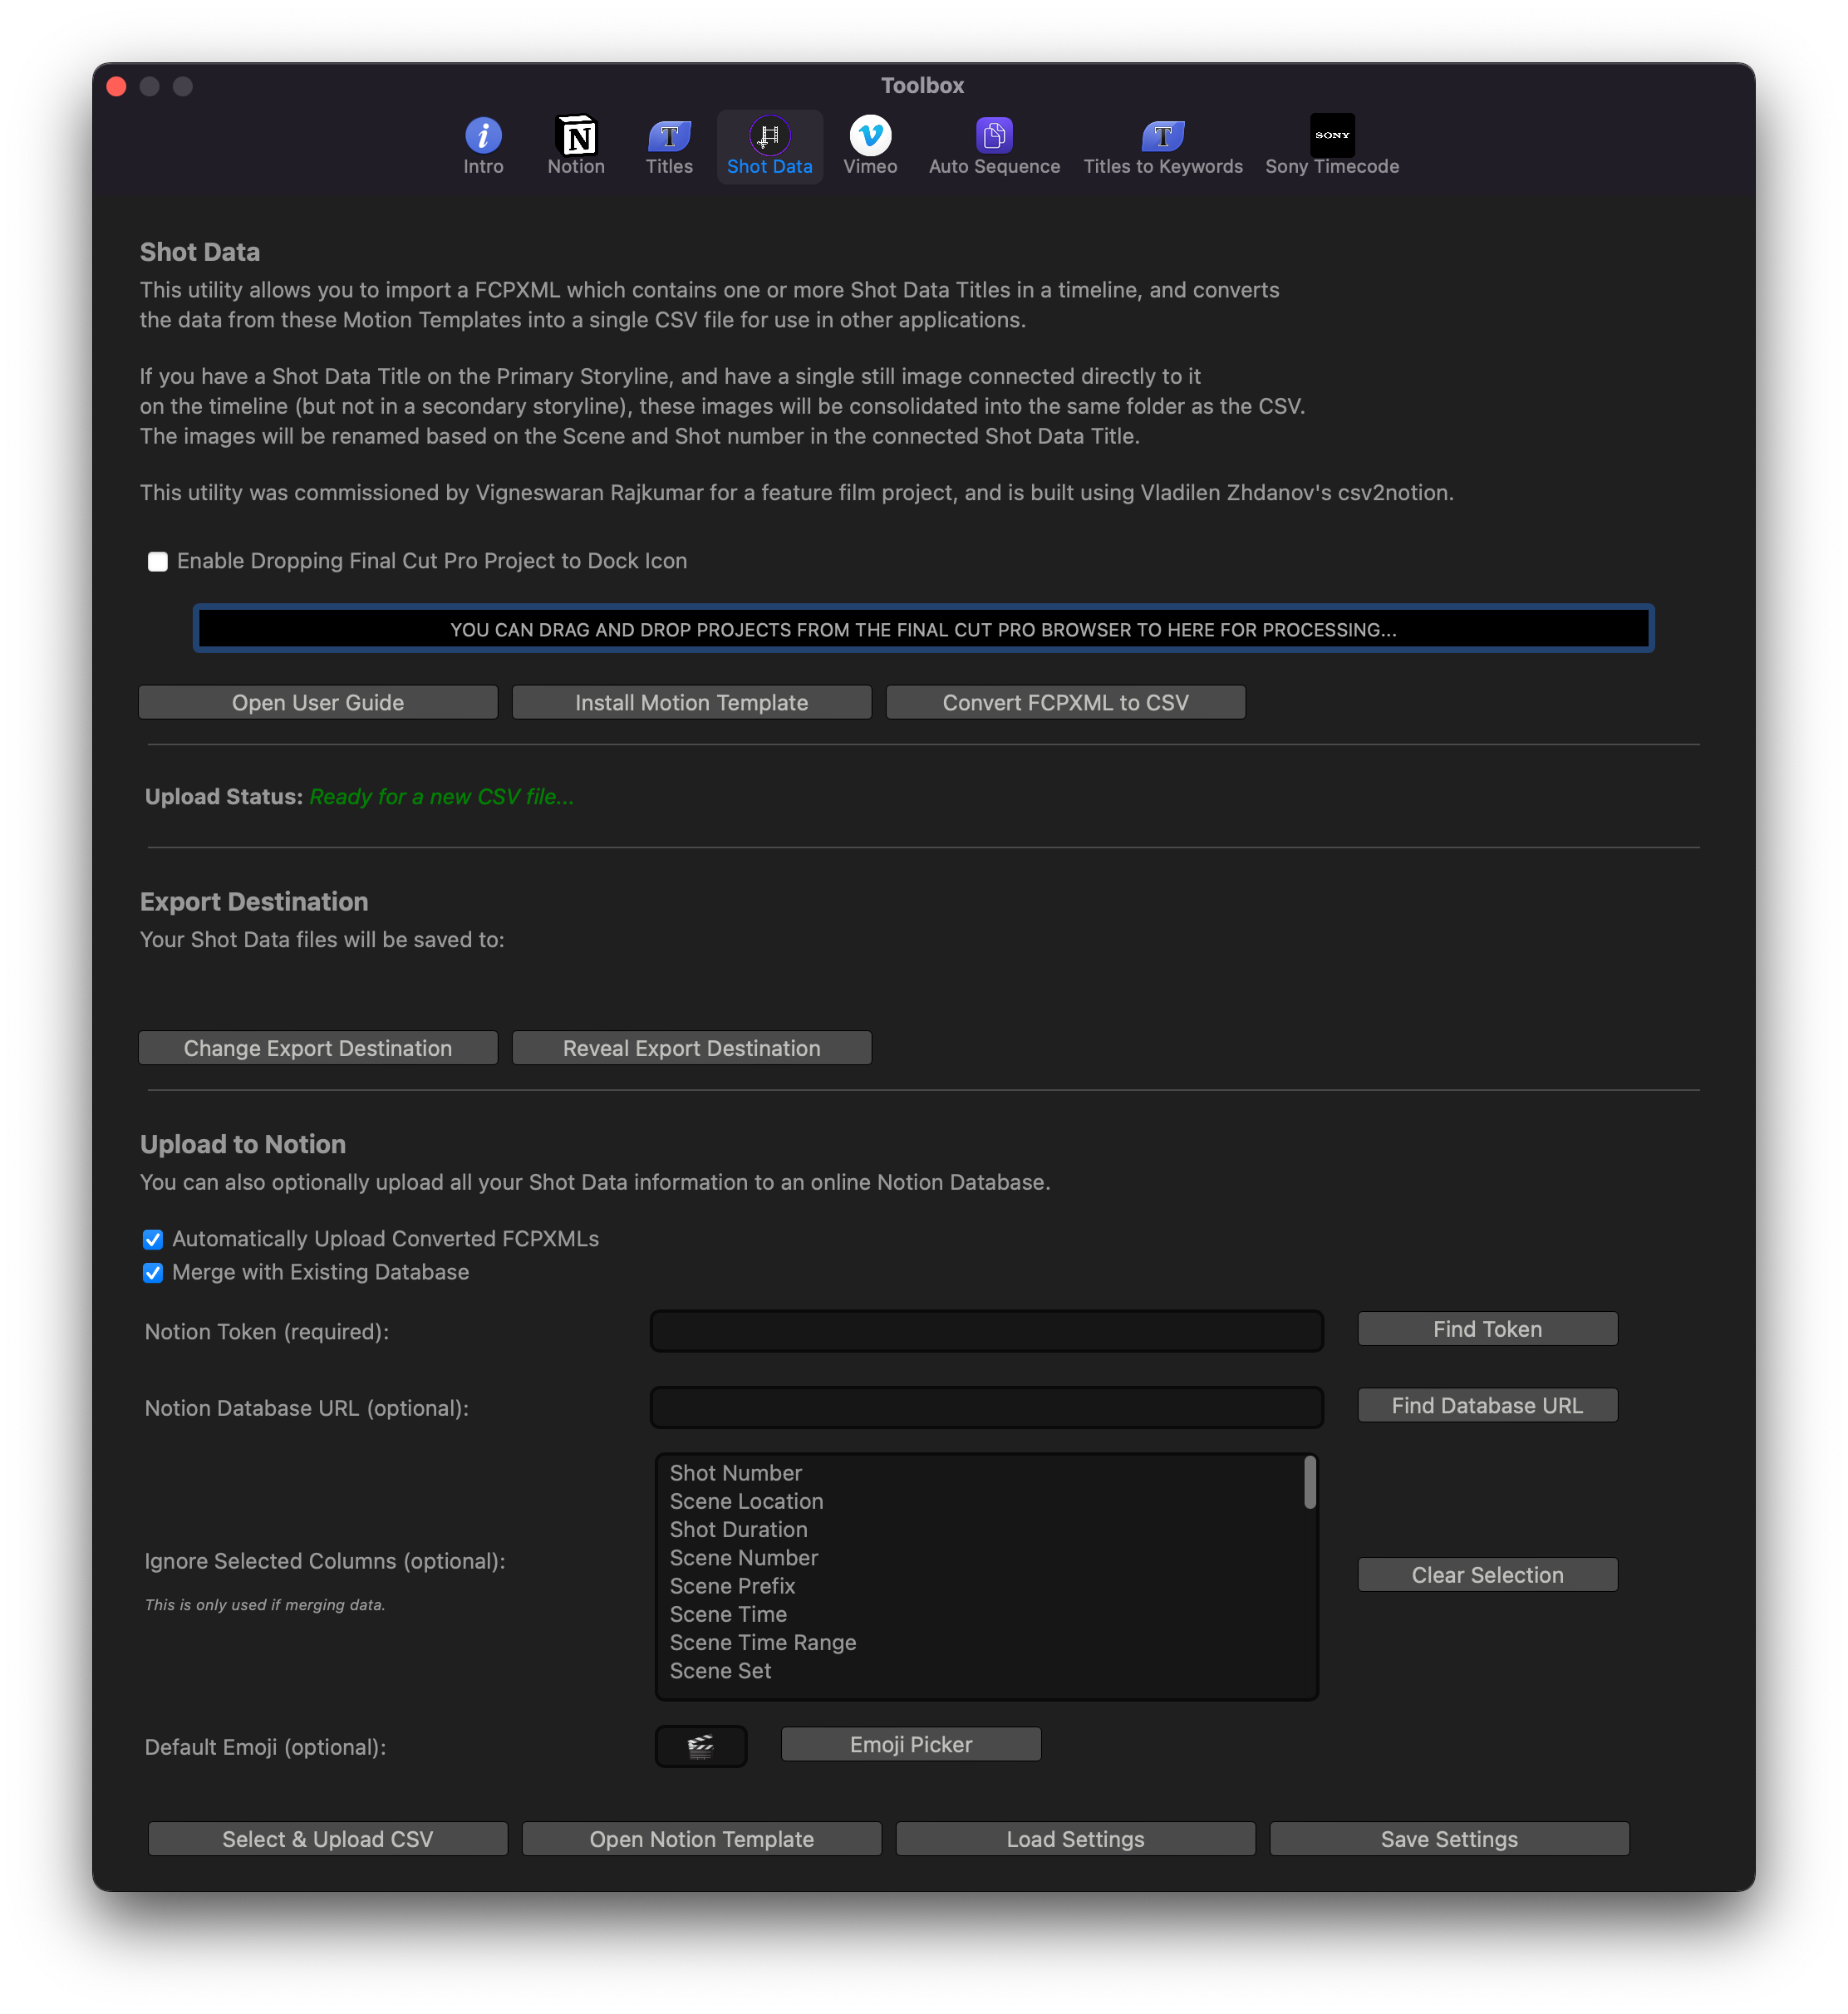 Toolbox
Intro
Notion
Titles
Shot Data
Vimeo
Auto Sequence
Titles to Keywords
SONY
Sony Timecode
Shot Data
This utility allows you to import a FCPXML which contains one or more Shot Data Titles in a timeline, and converts
the data from these Motion Templates into a single CSV file for use in other applications.
If you have a Shot Data Title on the Primary Storyline, and have a single still image connected directly to it
on the timeline (but not in a secondary storyline), these images will be consolidated into the same folder as the CSV.
The images will be renamed based on the Scene and Shot number in the connected Shot Data Title.
This utility was commissioned by Vigneswaran Rajkumar for a feature film project, and is built using Vladilen Zhdanov's csv2notion.
Enable Dropping Final Cut Pro Project to Dock Icon
YOU CAN DRAG AND DROP PROJECTS FROM THE FINAL CUT PRO BROWSER TO HERE FOR PROCESSING...
Open User Guide
Install Motion Template
Convert FCPXML to CSV
Upload Status: Ready for a new CSV file...
Export Destination
Your Shot Data files will be saved to:
Change Export Destination
Reveal Export Destination
Upload to Notion
You can also optionally upload all your Shot Data information to an online Notion Database.
Automatically Upload Converted FCPXMLs
Merge with Existing Database
Notion Token (required):
Find Token
Notion Database URL (optional):
Find Database URL
Shot Number
Scene Location
Shot Duration
Scene Number
Scene Prefix
Scene Time
Scene Time Range
Scene Set
Ignore Selected Columns (optional):
This is only used if merging data.
Clear Selection
Default Emoji (optional):
Emoji Picker
Select & Upload CSV
Open Notion Template
Load Settings
Save Settings